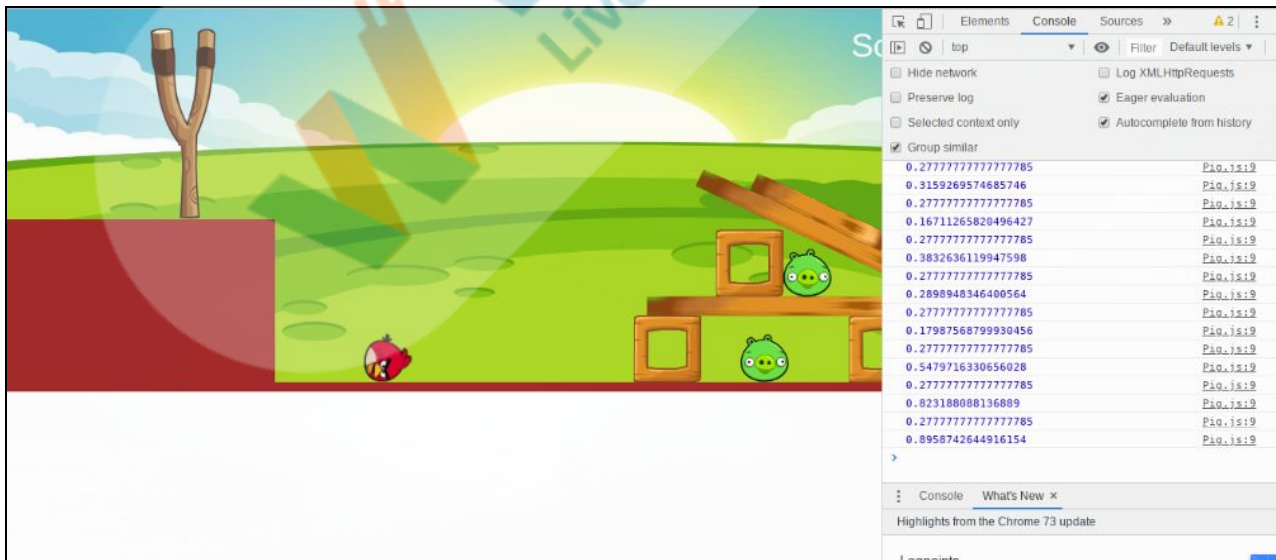 Live
Sc
Elements Console Sources » 2
top Filter Default levels ▼
Hide network Log XMLHttpRequests
Preserve log Eager evaluation
Selected context only Autocomplete from history
Group similar
0.27777777777777785 Pig.js:9
0.3159269574685746 Pig.js:9
0.27777777777777785 Pig.js:9
0.16711265820496427 Pig.js:9
0.27777777777777785 Pig.js:9
0.3832636119947598 Pig.js:9
0.27777777777777785 Pig.js:9
0.2898948346400564 Pig.js:9
0.27777777777777785 Pig.js:9
0.17987568799930456 Pig.js:9
0.27777777777777785 Pig.js:9
0.5479716330656028 Pig.js:9
0.27777777777777785 Pig.js:9
0.823188088136889 Pig.js:9
0.27777777777777785 Pig.js:9
0.8958742644916154 Pig.js:9
>
Console What's New ×
Highlights from the Chrome 73 update